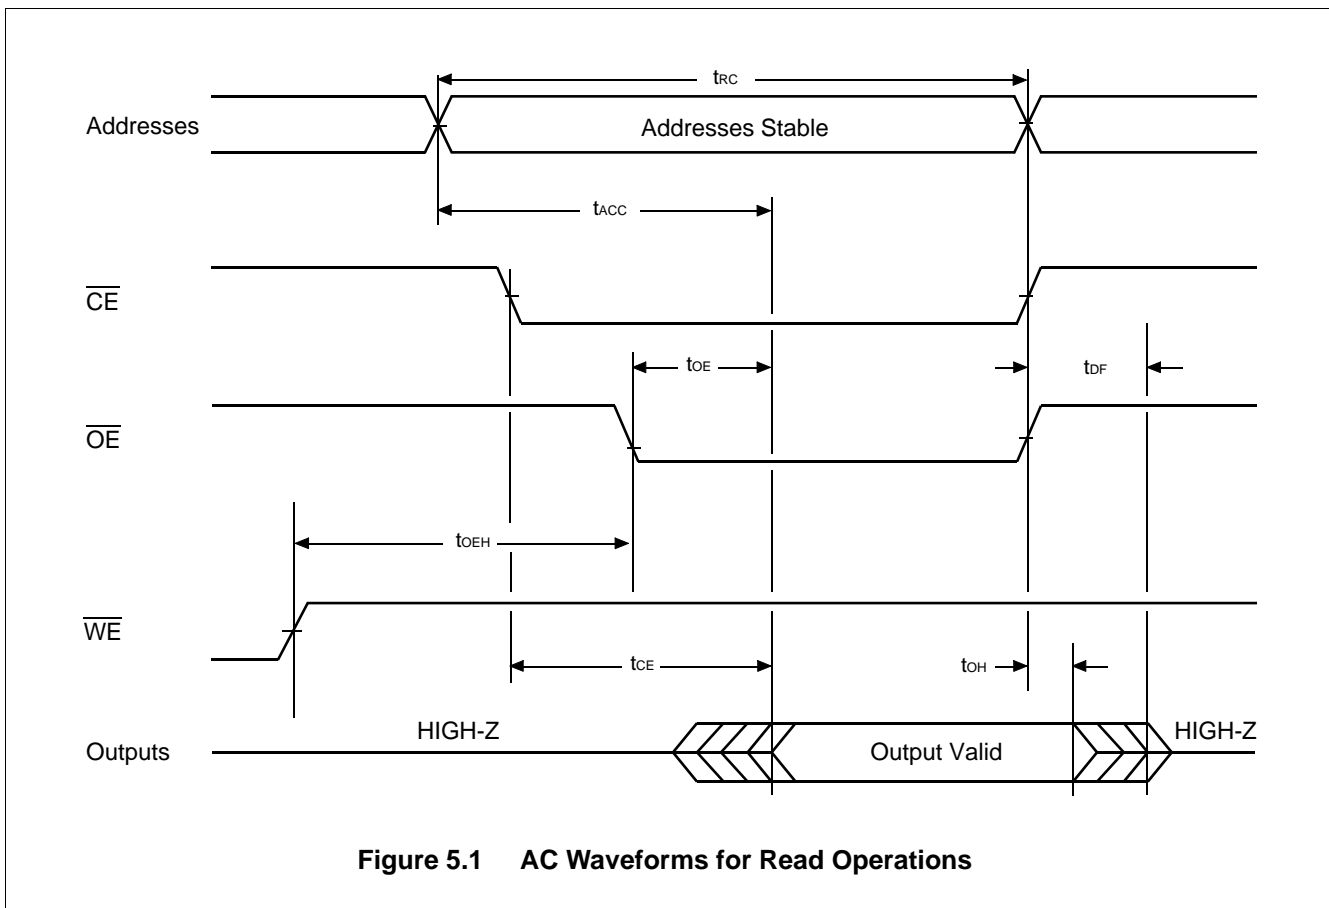 tRC
Addresses
Addresses Stable
tACC
CE
tOE
tDF
OE
tOEH
WE
tCE
tOH
HIGH-Z
HIGH-Z
Outputs
Output Valid
Figure 5.1 AC Waveforms for Read Operations